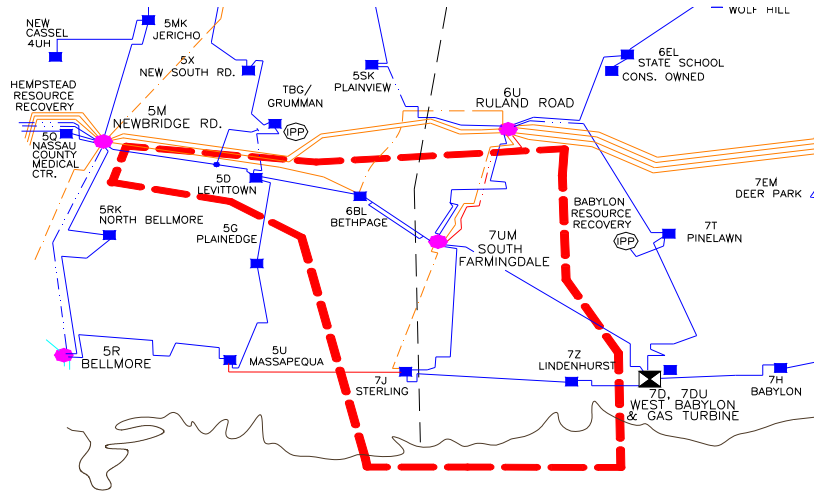 WOLF HILL
NEW
CASSEL
4UH
5MK
JERICHO
5X
NEW SOUTH RD.
5SK
PLAINVIEW
6EL
STATE SCHOOL
CONS. OWNED
HEMPSTEAD
RESOURCE
RECOVERY
5M
NEWBRIDGE RD.
TBG/
GRUMMAN
IPP
6U
RULAND ROAD
5Q
NASSAU
COUNTY
MEDICAL
CTR.
5D
LEVITTOWN
5RK
NORTH BELLMORE
5G
PLAINEDGE
6BL
BETHPAGE
7UM
SOUTH
FARMINGDALE
BABYLON
RESOURCE
RECOVERY
IPP
7T
PINELAWN
7EM
DEER PARK
5R
BELLMORE
5U
MASSAPEQUA
7J
STERLING
7Z
LINDENHURST
7D, 7DU
WEST BABYLON
& GAS TURBINE
7H
BABYLON